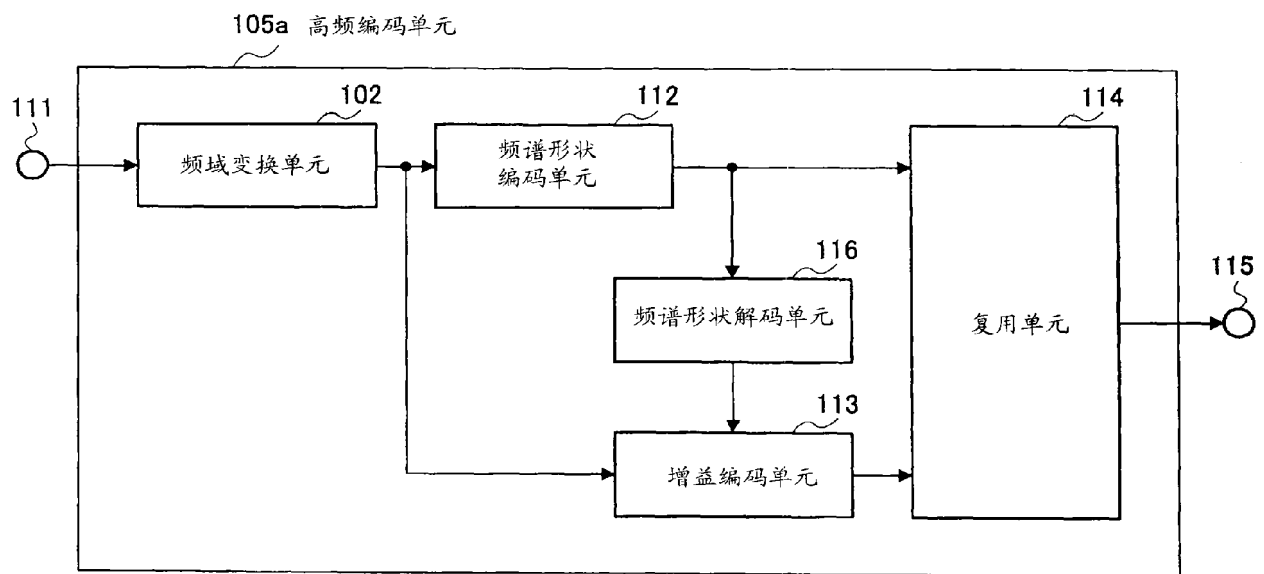 105a 高频编码单元
111
102
112
114
频域变换单元
频谱形状
编码单元
116
115
频谱形状解码单元
复用单元
113
增益编码单元